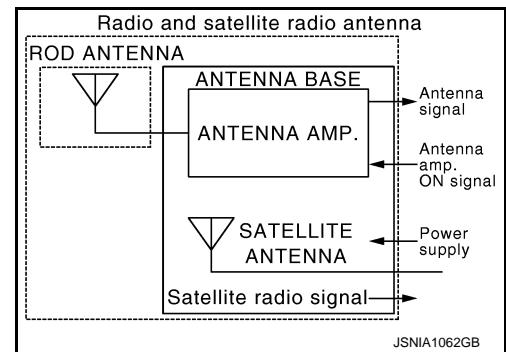 Radio and satellite radio antenna
ROD ANTENNA
ANTENNA BASE
ANTENNA AMP.
Antenna
signal
Antenna
amp.
ON signal
SATELLITE
ANTENNA
Power
supply
Satellite radio signal
JSNIA1062GB